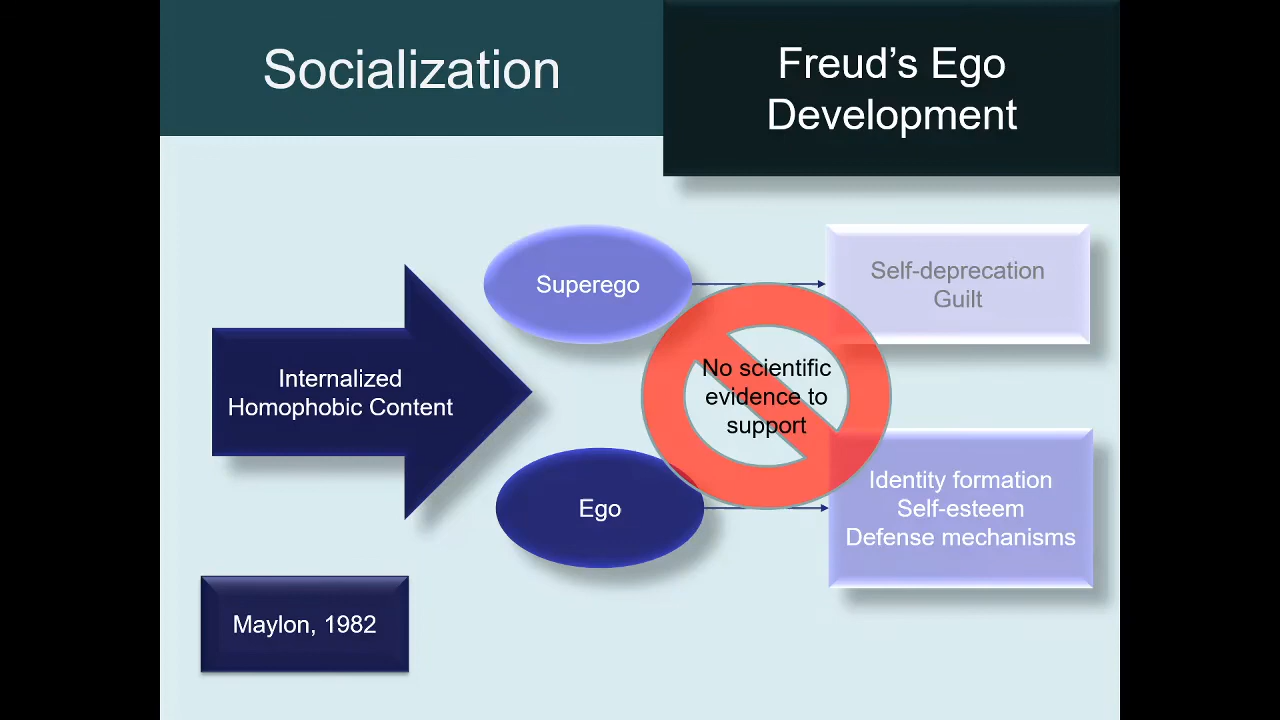 Socialization
Freud's Ego
Development
Superego
Self-deprecation
Guilt
Internalized
Homophobic Content
No scientific
evidence to
support
Ego
Identity formation
Self-esteem
Defense mechanisms
Maylon, 1982